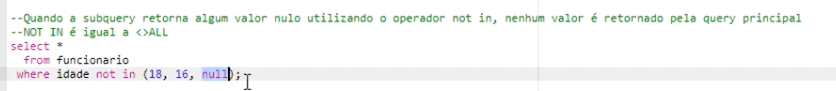 --Quando a subquery retorna algum valor nulo utilizando o operador not in, nenhum valor é retornado pela query principal
--NOT IN é igual a <>ALL
select *
from funcionario
where idade not in (18, 16, null);